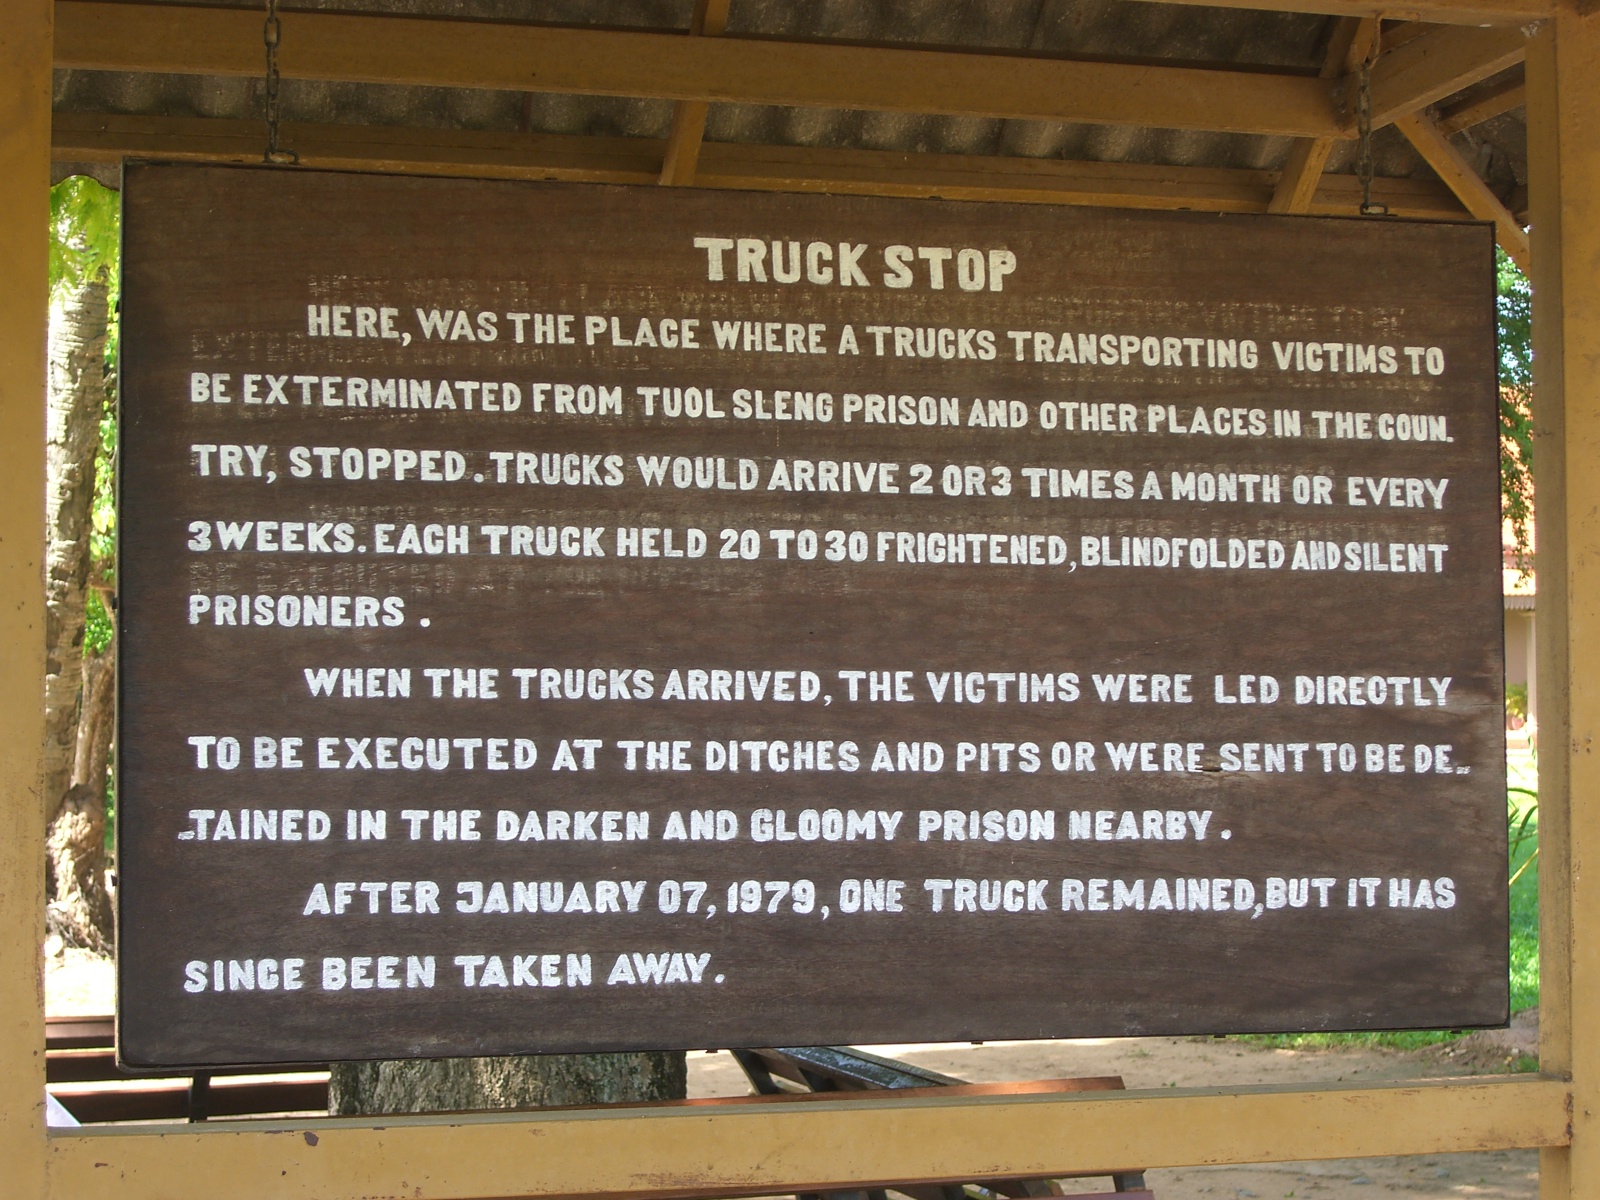 TRUCK STOP
HERE, WAS THE PLACE WHERE A TRUCKS TRANSPORTING VICTIMS TO
BE EXTERMINATED FROM TUOL SLENG PRISON AND OTHER PLACES IN THE COUN.
TRY, STOPPED. TRUCKS WOULD ARRIVE 2 OR 3 TIMES A MONTH OR EVERY
3 WEEKS. EACH TRUCK HELD 20 TO 30 FRIGHTENED, BLINDFOLDED AND SILENT
PRISONERS .
WHEN THE TRUCKS ARRIVED, THE VICTIMS WERE LED DIRECTLY
TO BE EXECUTED AT THE DITCHES AND PITS OR WERE SENT TO BE DE-
-TAINED IN THE DARKEN AND GLOOMY PRISON NEARBY .
AFTER JANUARY 07, 1979, ONE TRUCK REMAINED, BUT IT HAS
SINCE BEEN TAKEN AWAY.